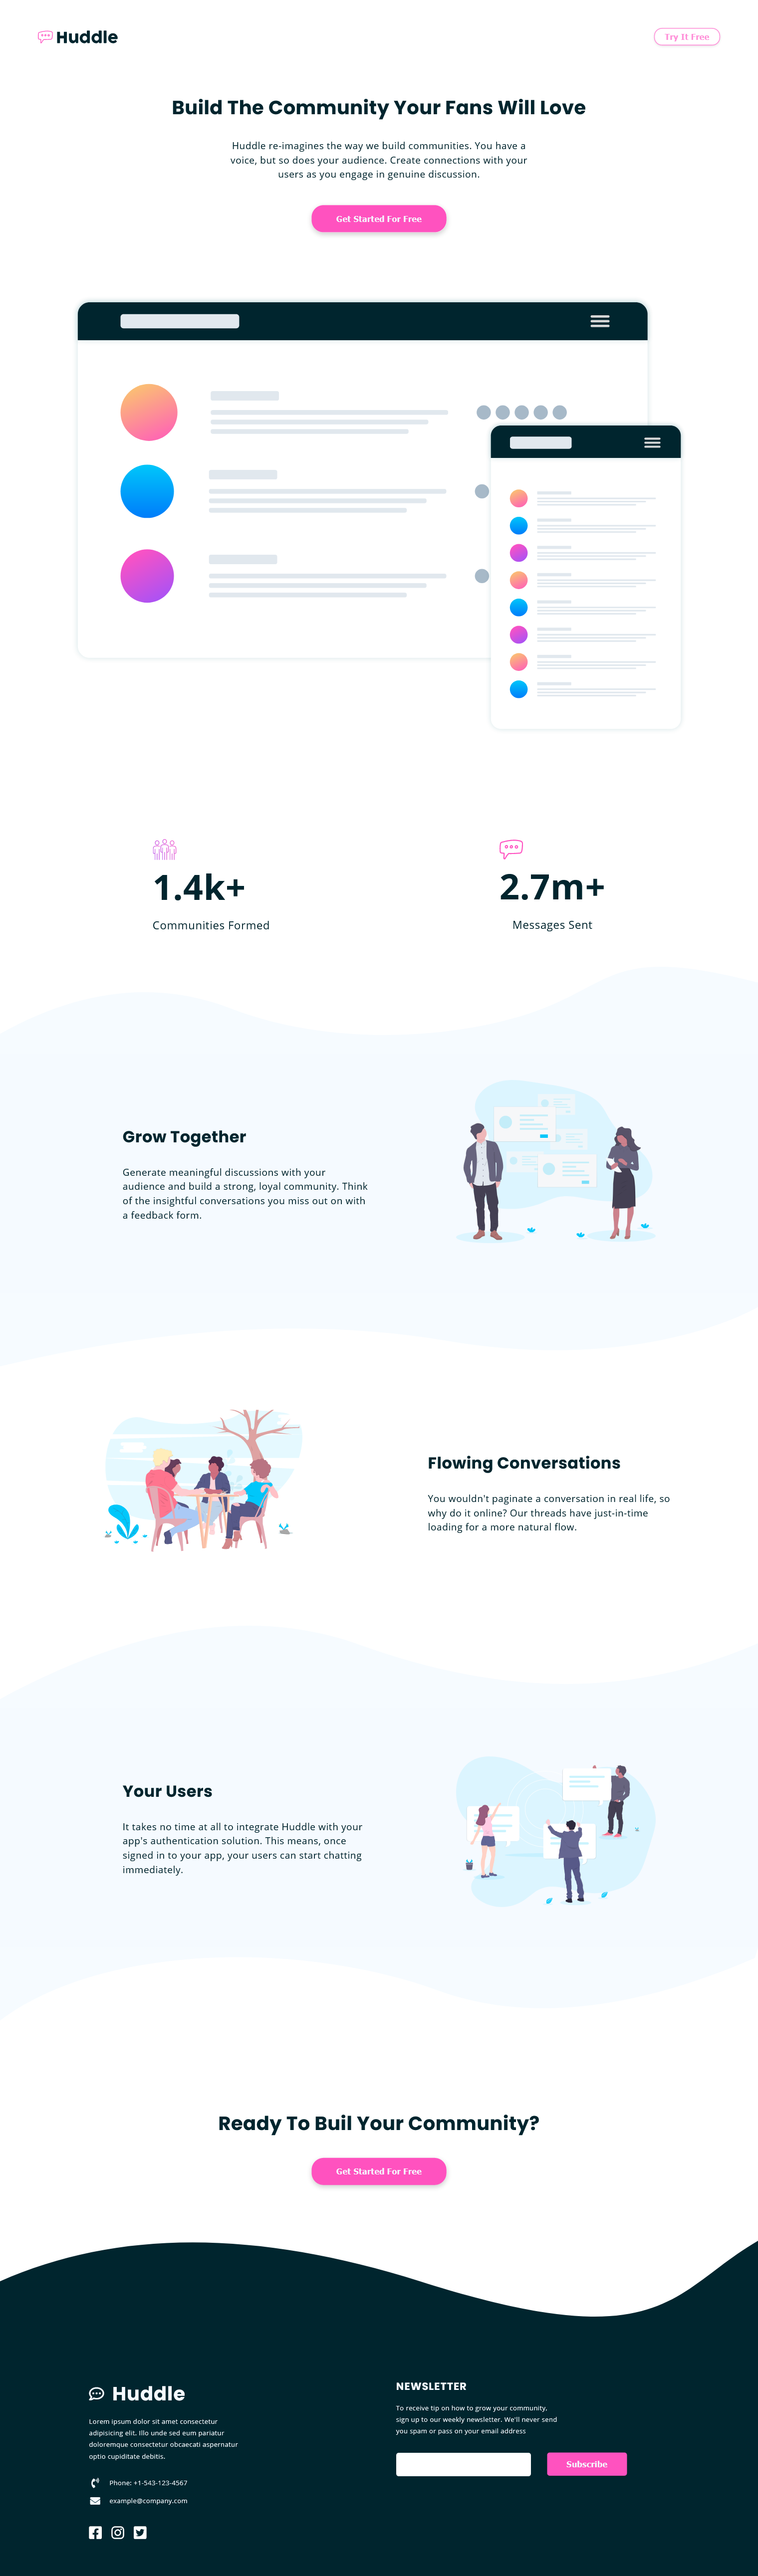 Huddle
Try It Free
Build The Community Your Fans Will Love
Huddle re-imagines the way we build communities. You have a
voice, but so does your audience. Create connections with your
users as you engage in genuine discussion.
Get Started For Free
1.4k+
Communities Formed
2.7m+
Messages Sent
Grow Together
Generate meaningful discussions with your
audience and build a strong, loyal community. Think
of the insightful conversations you miss out on with
a feedback form.
Flowing Conversations
You wouldn't paginate a conversation in real life, so
why do it online? Our threads have just-in-time
loading for a more natural flow.
Your Users
It takes no time at all to integrate Huddle with your
app's authentication solution. This means, once
signed in to your app, your users can start chatting
immediately.
Ready To Buil Your Community?
Get Started For Free
Huddle
Lorem ipsum dolor sit amet consectetur
adipisicing elit. Illo unde sed eum pariatur
doloremque consectetur obcaecati aspernatur
optio cupiditate debitis.
Phone: +1-543-123-4567
example@company.com
NEWSLETTER
To receive tip on how to grow your community,
sign up to our weekly newsletter. We'll never send
you spam or pass on your email address
Subscribe